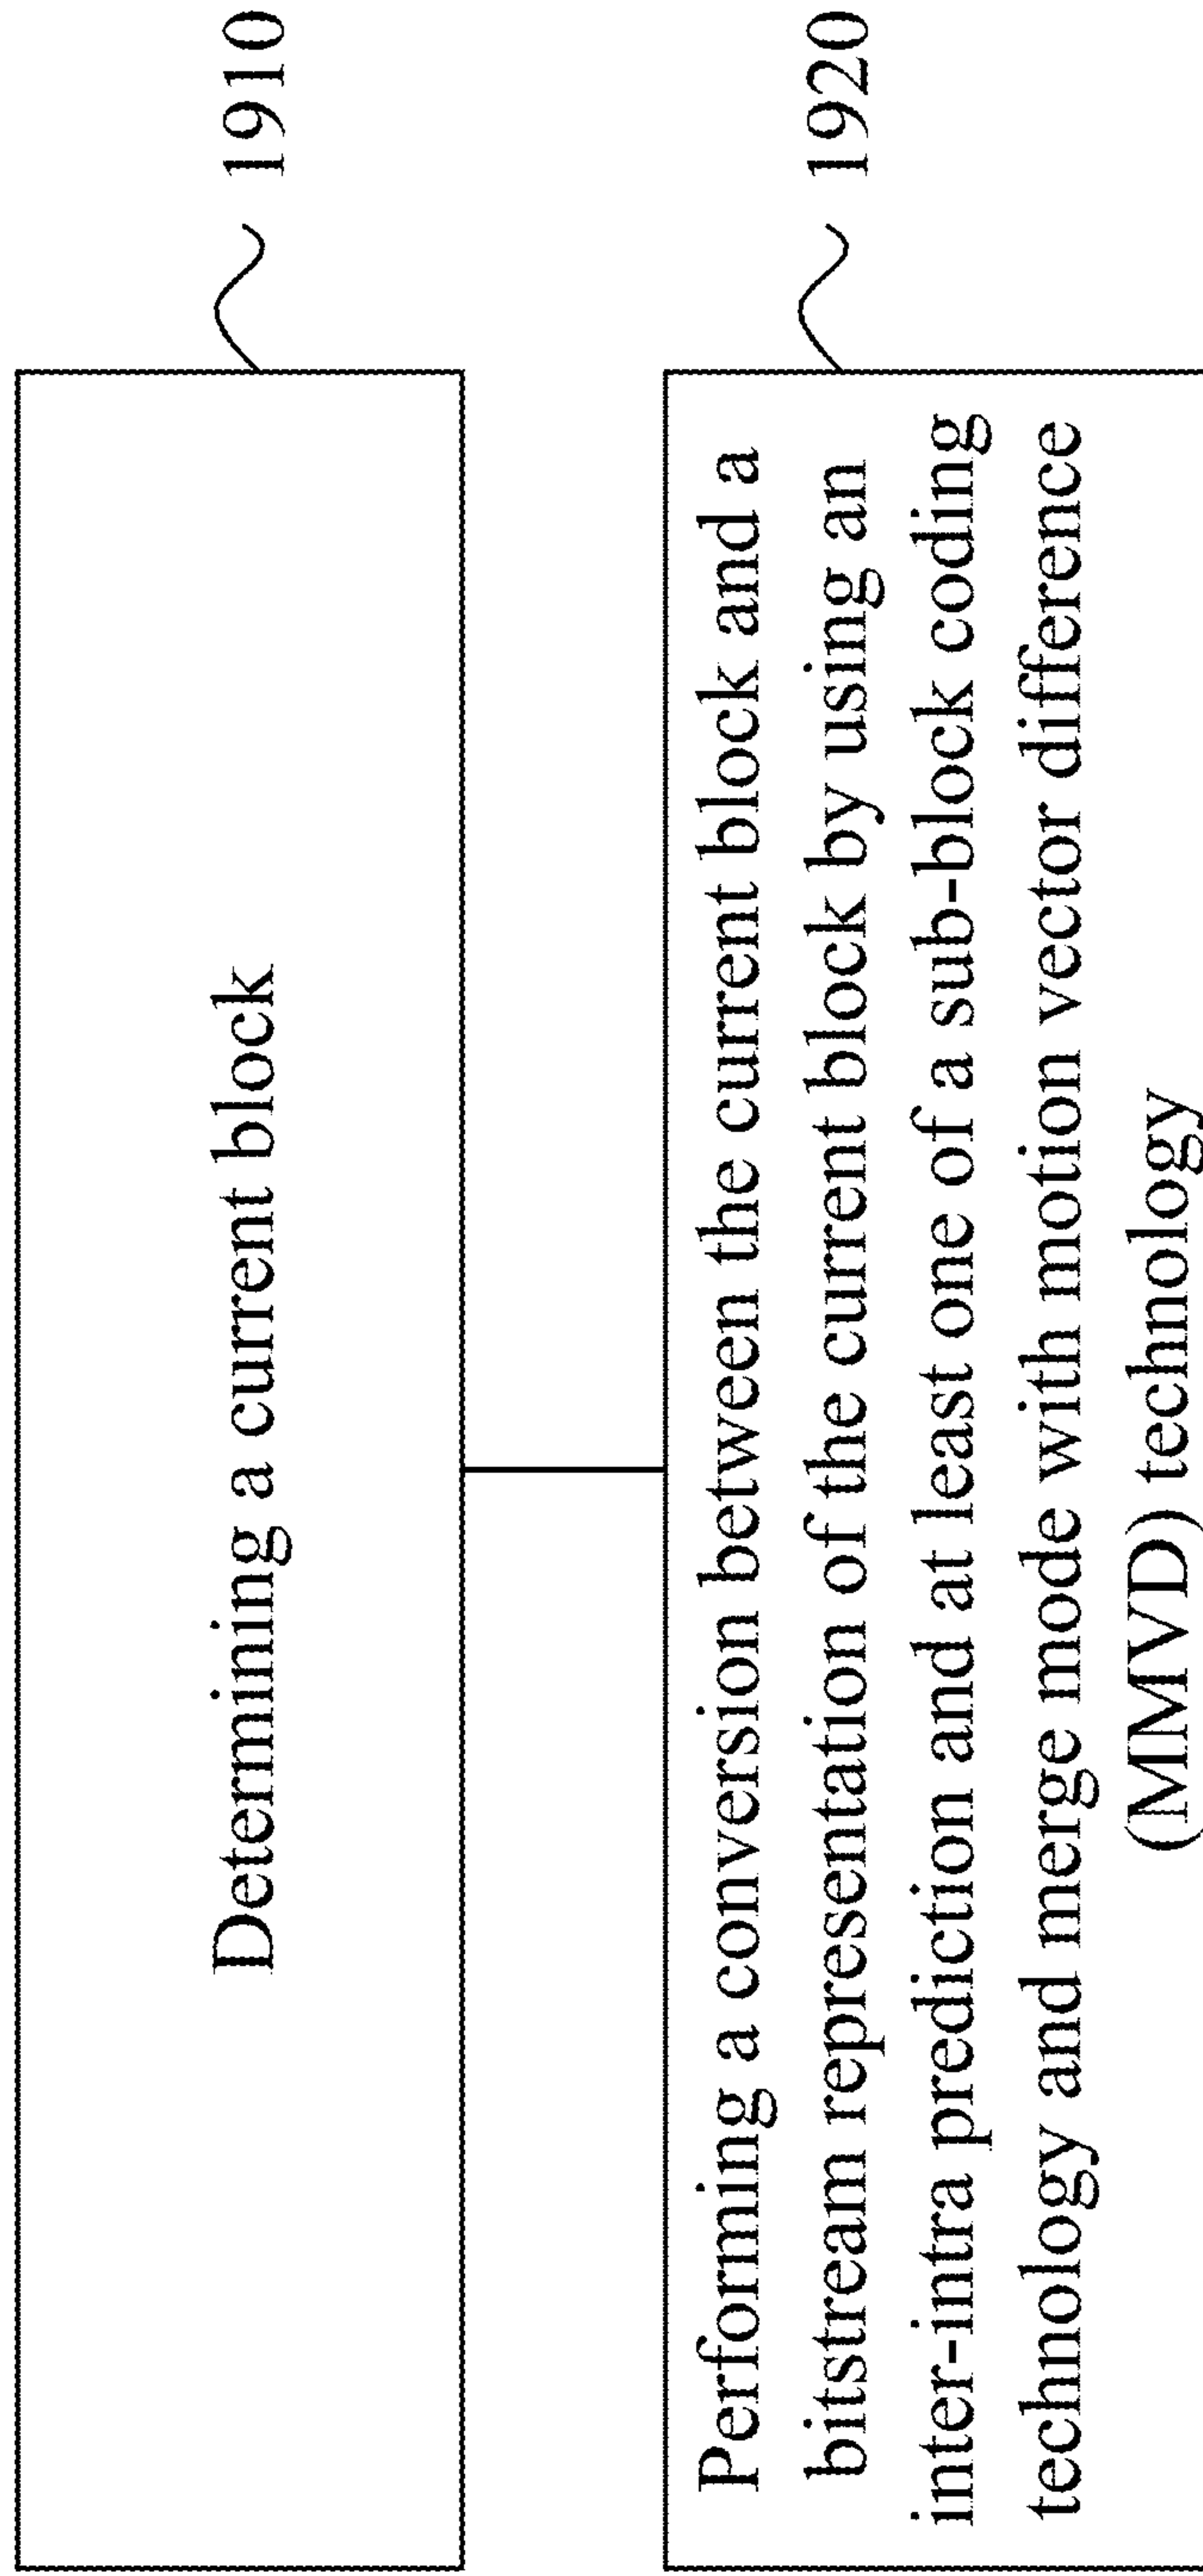 Determining a current block
1910
Performing a conversion between the current block and a
bitstream representation of the current block by using an
inter-intra prediction and at least one of a sub-block coding
technology and merge mode with motion vector difference
(MMVD) technology
1920